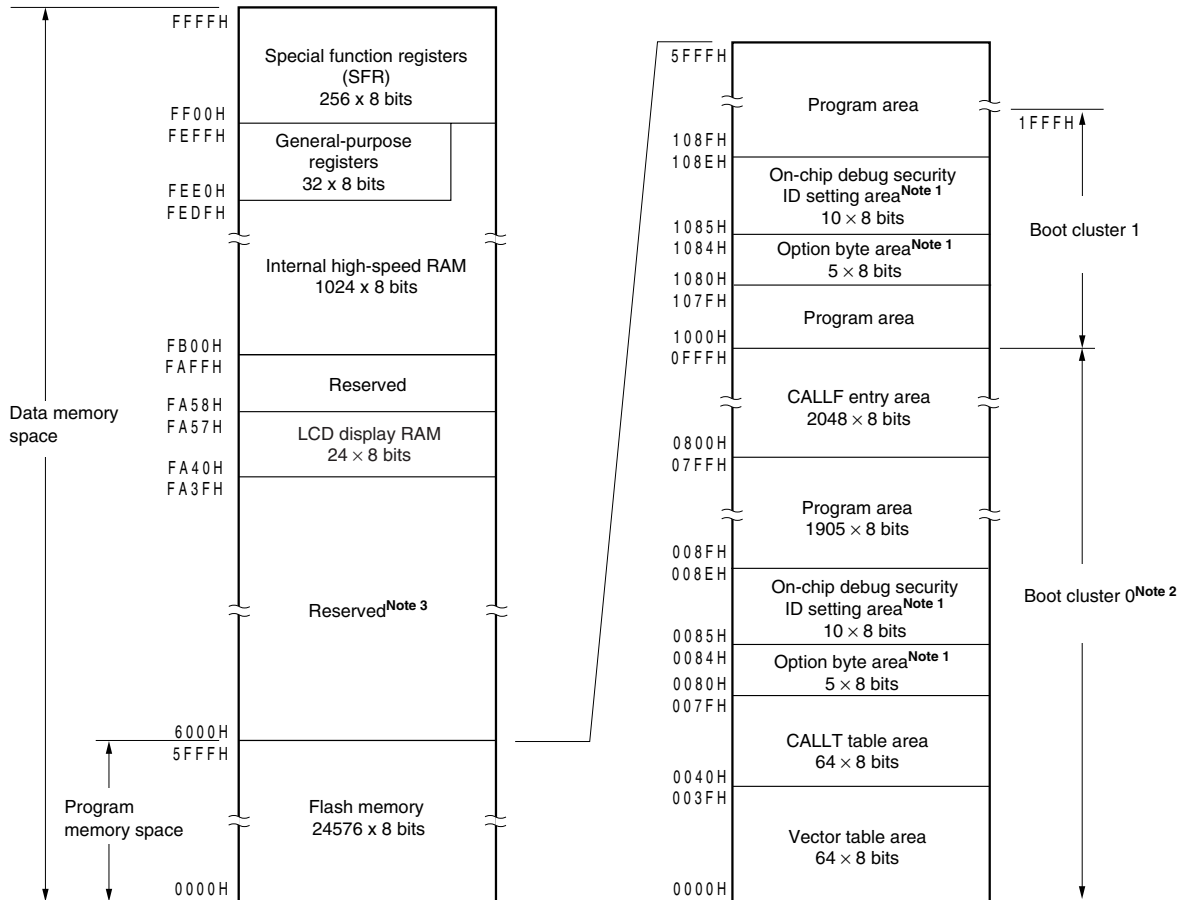 FFFFH
Special function registers
(SFR)
256 x 8 bits
FF00H
FEFFH
General-purpose
registers
32 x 8 bits
FEE0H
FEDFH
Internal high-speed RAM
1024 x 8 bits
FB00H
FAFFH
Reserved
FA58H
FA57H
LCD display RAM
24 × 8 bits
FA40H
FA3FH
Reserved Note 3
6000H
5FFFH
Flash memory
24576 x 8 bits
0000H
Data memory
space
Program
memory space
5FFFH
Program area
108FH
108EH
On-chip debug security
ID setting area Note 1
10 × 8 bits
1085H
1084H
Option byte area Note 1
5 × 8 bits
1080H
107FH
Program area
1000H
0FFFH
CALLF entry area
2048 × 8 bits
0800H
07FFH
Program area
1905 × 8 bits
008FH
008EH
On-chip debug security
ID setting area Note 1
10 × 8 bits
0085H
0084H
Option byte area Note 1
5 × 8 bits
0080H
007FH
CALLT table area
64 × 8 bits
0040H
003FH
Vector table area
64 × 8 bits
0000H
1FFFH
Boot cluster 1
Boot cluster 0 Note 2